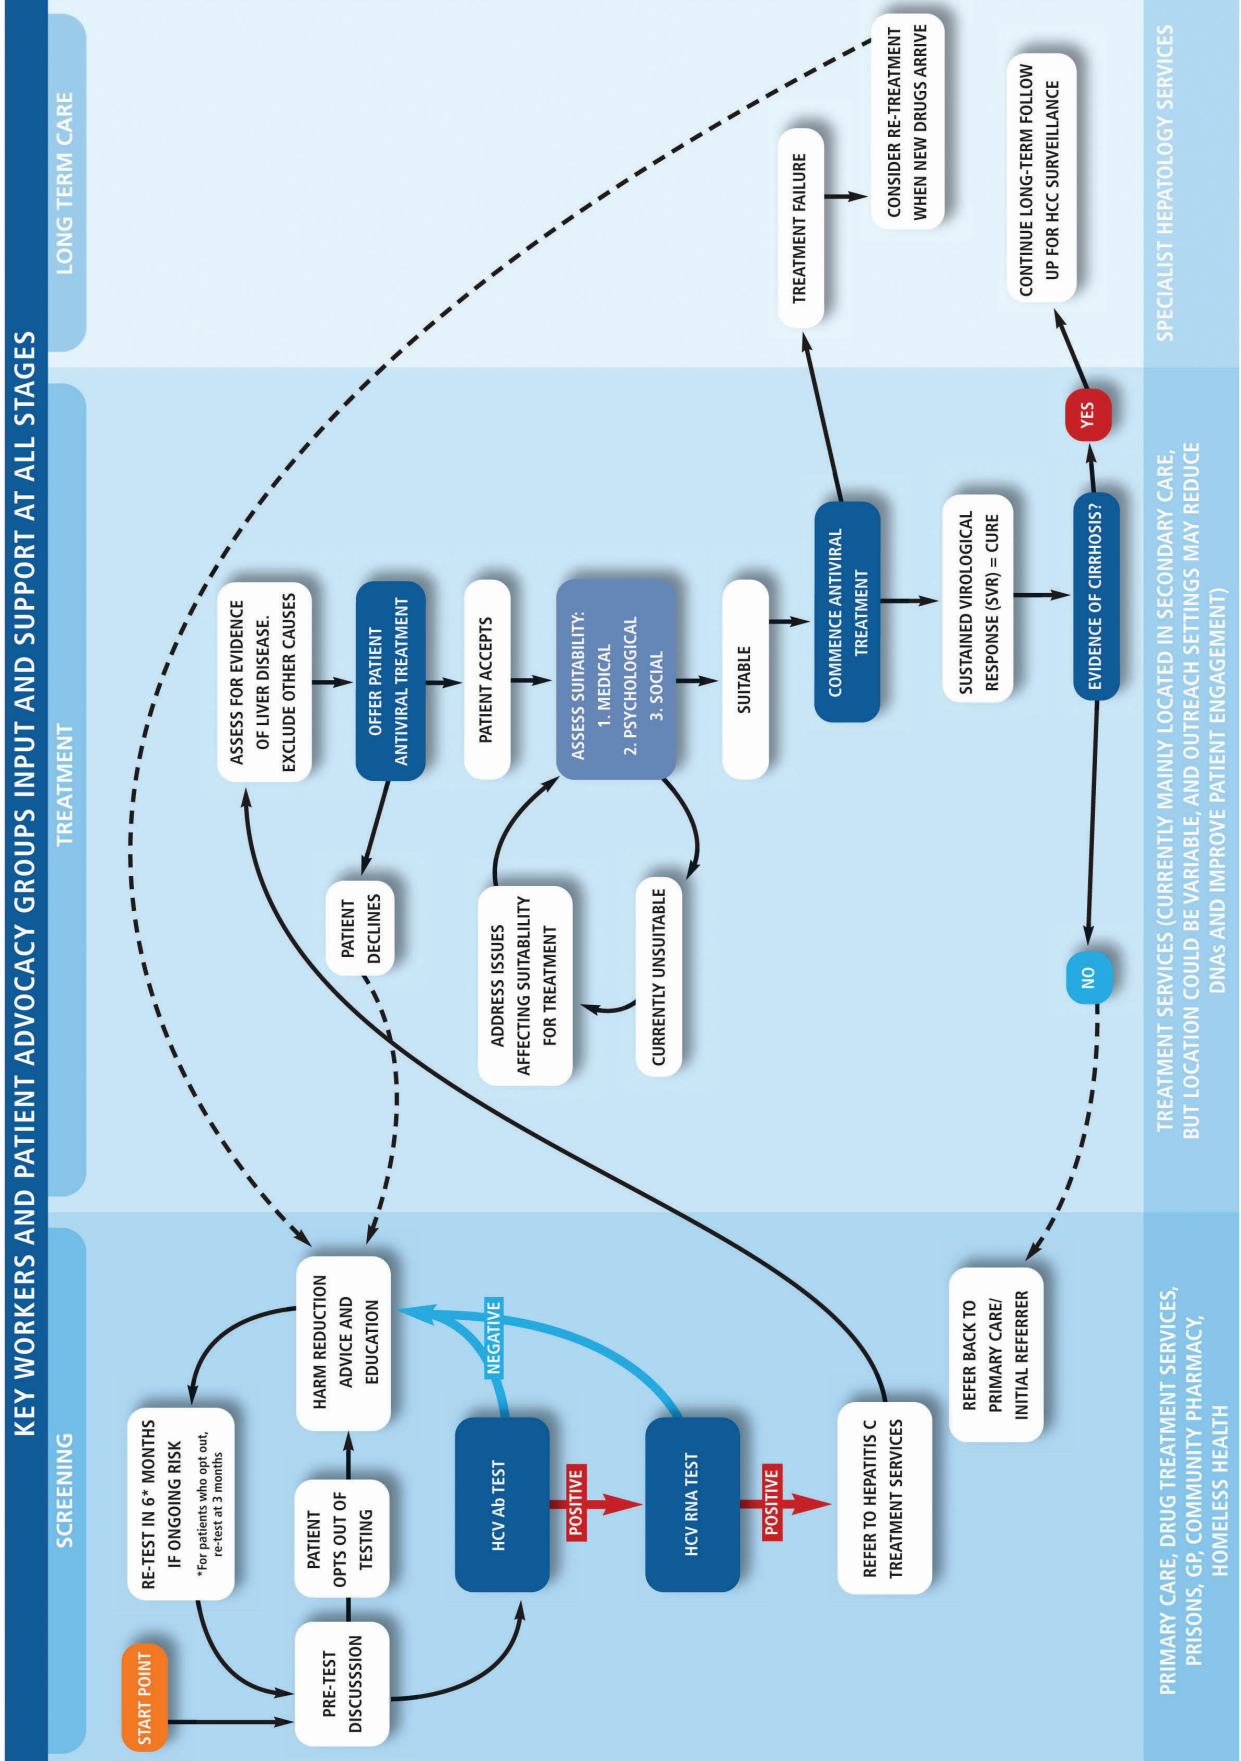 KEY WORKERS AND PATIENT ADVOCACY GROUPS INPUT AND SUPPORT AT ALL STAGES
SCREENING
TREATMENT
LONG TERM CARE
START POINT
RE-TEST IN 6* MONTHS
IF ONGOING RISK
*For patients who opt out,
re-test at 3 months
PRE-TEST
DISCUSSSION
PATIENT
OPTS OUT OF
TESTING
HARM REDUCTION
ADVICE AND
EDUCATION
HCV Ab TEST
NEGATIVE
POSITIVE
HCV RNA TEST
POSITIVE
REFER TO HEPATITIS C
TREATMENT SERVICES
REFER BACK TO
PRIMARY CARE/
INITIAL REFERRER
ASSESS FOR EVIDENCE
OF LIVER DISEASE.
EXCLUDE OTHER CAUSES
OFFER PATIENT
ANTIVIRAL TREATMENT
PATIENT
DECLINES
PATIENT ACCEPTS
ASSESS SUITABILITY:
1. MEDICAL
2. PSYCHOLOGICAL
3. SOCIAL
ADDRESS ISSUES
AFFECTING SUITABLILITY
FOR TREATMENT
CURRENTLY UNSUITABLE
SUITABLE
COMMENCE ANTIVIRAL
TREATMENT
SUSTAINED VIROLOGICAL
RESPONSE (SVR) = CURE
EVIDENCE OF CIRRHOSIS?
NO
YES
TREATMENT FAILURE
CONSIDER RE-TREATMENT
WHEN NEW DRUGS ARRIVE
CONTINUE LONG-TERM FOLLOW
UP FOR HCC SURVEILLANCE
PRIMARY CARE, DRUG TREATMENT SERVICES,
PRISONS, GP, COMMUNITY PHARMACY,
HOMELESS HEALTH
TREATMENT SERVICES (CURRENTLY MAINLY LOCATED IN SECONDARY CARE,
BUT LOCATION COULD BE VARIABLE, AND OUTREACH SETTINGS MAY REDUCE
DNAs AND IMPROVE PATIENT ENGAGEMENT)
SPECIALIST HEPATOLOGY SERVICES